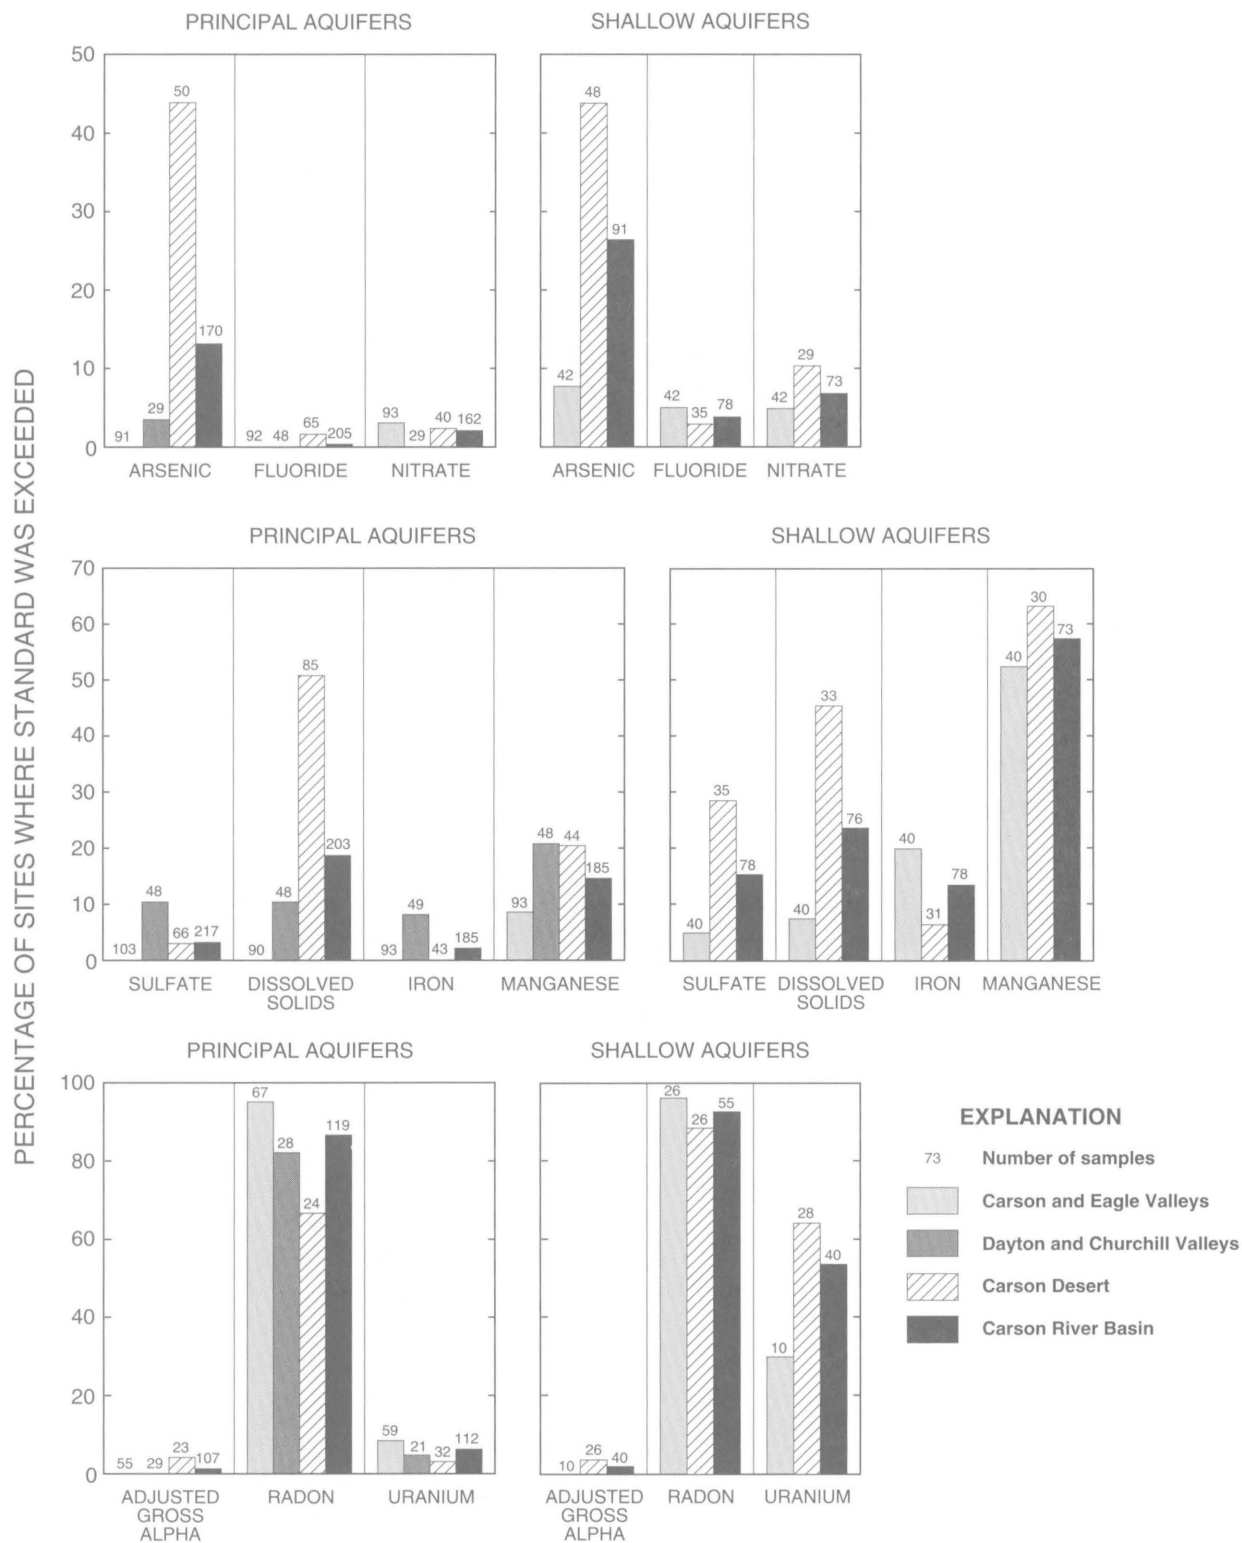 PERCENTAGE OF SITES WHERE STANDARD WAS EXCEEDED
PRINCIPAL AQUIFERS
50
40
30
20
10
0
91
29
50
170
92
48
65
205
93
29
40
162
ARSENIC
FLUORIDE
NITRATE
SHALLOW AQUIFERS
42
48
91
42
35
78
42
29
73
ARSENIC
FLUORIDE
NITRATE
PRINCIPAL AQUIFERS
70
60
50
40
30
20
10
0
103
48
66
217
90
48
85
203
93
49
43
185
93
48
44
185
SULFATE
DISSOLVED
SOLIDS
IRON
MANGANESE
SHALLOW AQUIFERS
40
35
78
40
33
76
40
31
78
40
30
73
SULFATE
DISSOLVED
SOLIDS
IRON
MANGANESE
PRINCIPAL AQUIFERS
100
80
60
40
20
0
55
29
23
107
67
28
24
119
59
21
32
112
ADJUSTED
GROSS
ALPHA
RADON
URANIUM
SHALLOW AQUIFERS
10
26
40
26
26
55
10
28
40
ADJUSTED
GROSS
ALPHA
RADON
URANIUM
EXPLANATION
73 Number of samples
Carson and Eagle Valleys
Dayton and Churchill Valleys
Carson Desert
Carson River Basin